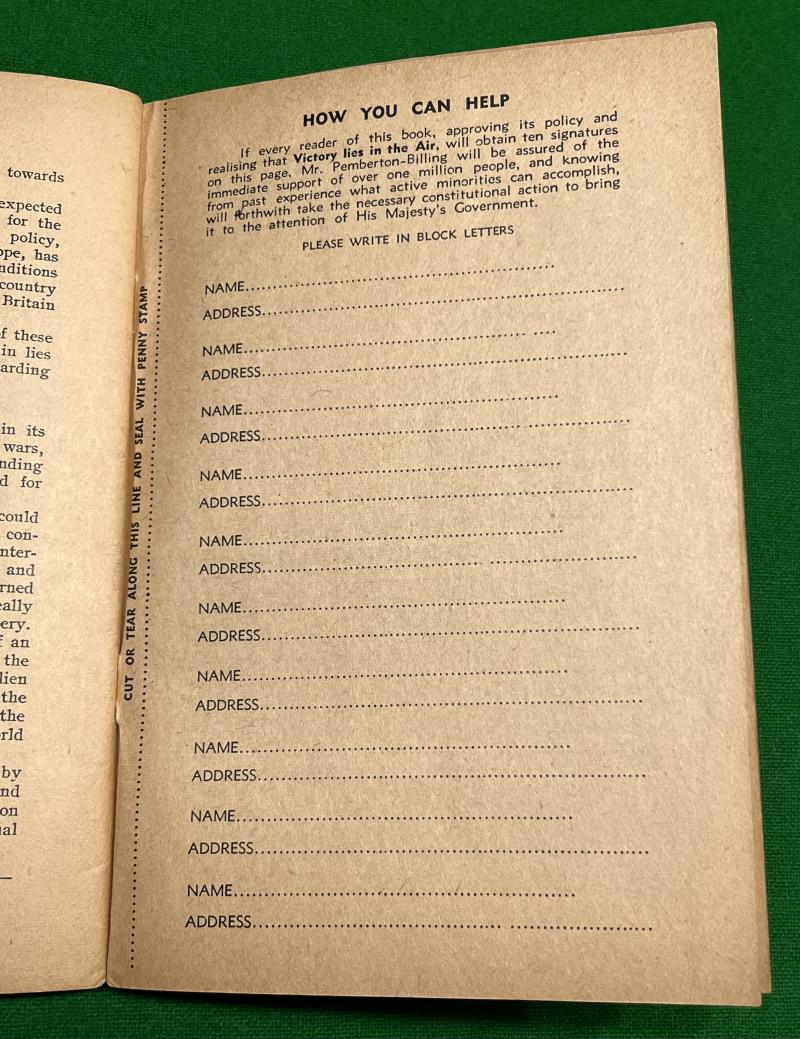 towards
expected
for the
policy,
has
country
Britain
these
in lies
in its
wars,
for
could
con-
and
the
the
the
by
on
CUT OR TEAR ALONG THIS LINE AND SEAL WITH PENNY STAMP
HOW YOU CAN HELP
If every reader of this book, approving its policy and
realising that Victory lies in the Air, will obtain ten signatures
on this page, Mr. Pemberton-Billing will be assured of the
immediate support of over one million people, and knowing
from past experience what active minorities can accomplish,
will forthwith take the necessary constitutional action to bring
it to the attention of His Majesty's Government.
PLEASE WRITE IN BLOCK LETTERS
NAME
ADDRESS
NAME
ADDRESS
NAME
ADDRESS
NAME
ADDRESS
NAME
ADDRESS
NAME
ADDRESS
NAME
ADDRESS
NAME
ADDRESS
NAME
ADDRESS
NAME
ADDRESS